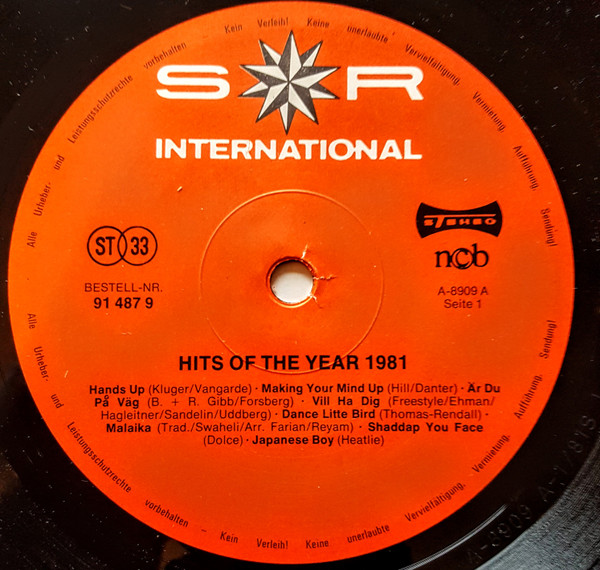 S R
INTERNATIONAL
Alle Urheber- und Leistungsschutzrechte vorbehalten
Kein Verleih! Keine unerlaubte Vervielfältigung, Vermietung, Aufführung, Sendung!
ST 33
STEREO
ncb
BESTELL-NR.
91 487 9
A-8909 A
Seite 1
HITS OF THE YEAR 1981
Hands Up (Kluger/Vangarde) · Making Your Mind Up (Hill/Danter) · Är Du
På Väg (B. + R. Gibb/Forsberg) · Vill Ha Dig (Freestyle/Ehman/
Hagleitner/Sandelin/Uddberg) · Dance Litte Bird (Thomas-Rendall) ·
Malaika (Trad./Swaheli/Arr. Farian/Reyam) · Shaddap You Face
(Dolce) · Japanese Boy (Heatlie)
Alle Urheber- und Leistungsschutzrechte vorbehalten – Kein Verleih! Keine unerlaubte Vervielfältigung, Vermietung, Aufführung, Sendung!